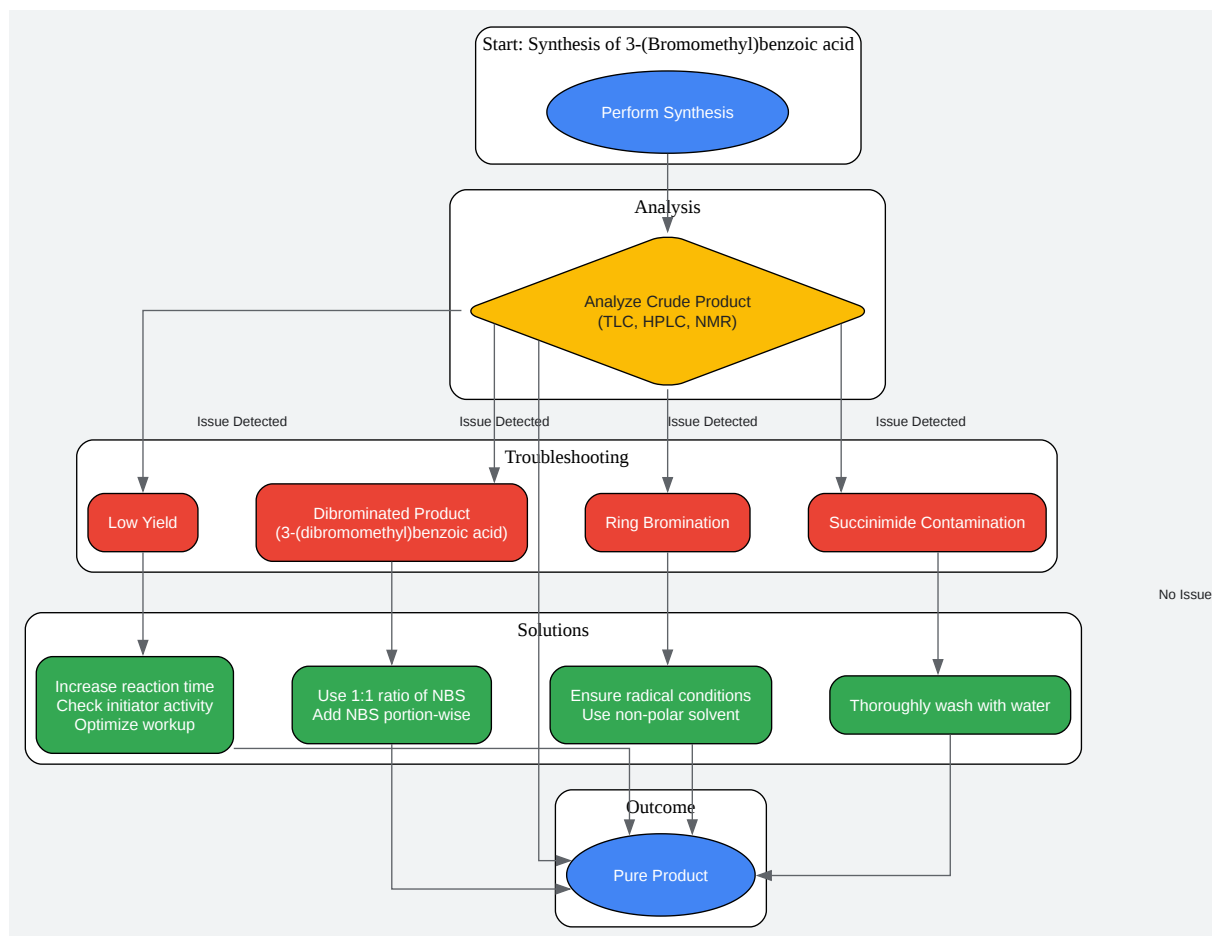 Start: Synthesis of 3-(Bromomethyl)benzoic acid
Perform Synthesis
Analysis
Analyze Crude Product
(TLC, HPLC, NMR)
Issue Detected
Issue Detected
Issue Detected
Issue Detected
Troubleshooting
Low Yield
Dibrominated Product
(3-(dibromomethyl)benzoic acid)
Ring Bromination
Succinimide Contamination
No Issue
Solutions
Increase reaction time
Check initiator activity
Optimize workup
Use 1:1 ratio of NBS
Add NBS portion-wise
Ensure radical conditions
Use non-polar solvent
Thoroughly wash with water
Outcome
Pure Product